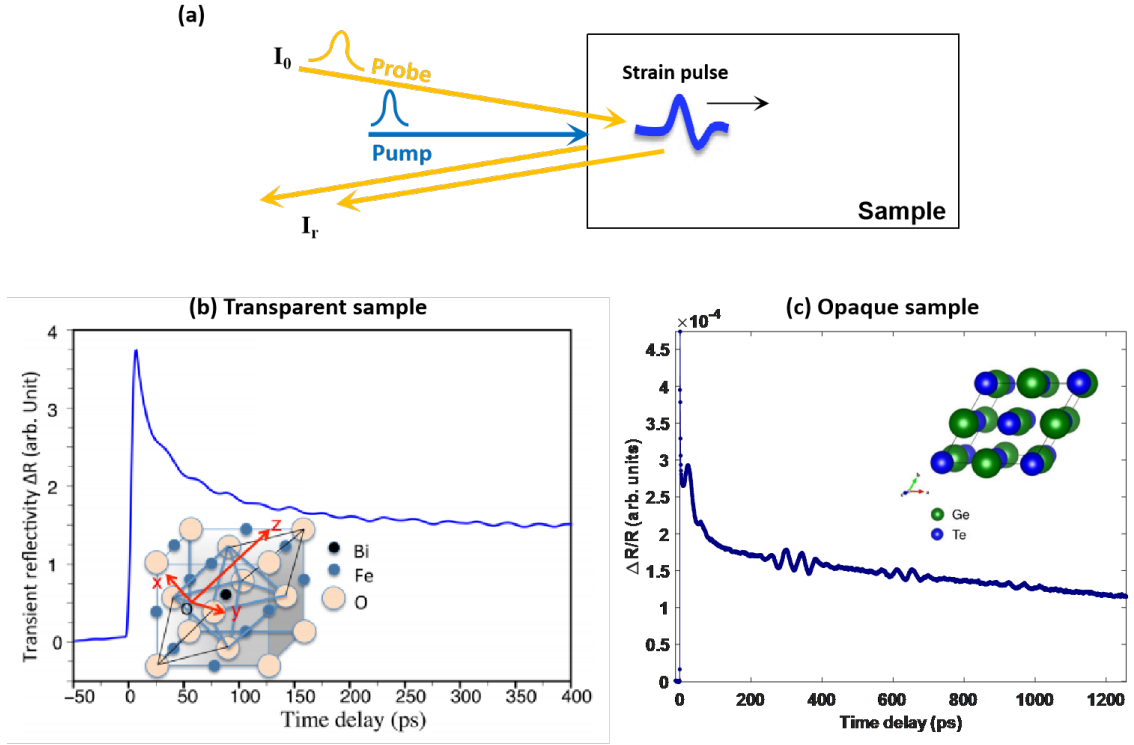 (a)
I₀
Probe
Strain pulse
Pump
Iᵣ
Sample
(b) Transparent sample
Transient reflectivity ΔR (arb. Unit)
4
3
2
1
0
-50 0 50 100 150 200 250 300 350 400
Time delay (ps)
z
x
O
y
Bi
Fe
O
(c) Opaque sample
×10⁻⁴
ΔR/R (arb. units)
4.5
4
3.5
3
2.5
2
1.5
1
0.5
0
0 200 400 600 800 1000 1200
Time delay (ps)
Ge
Te